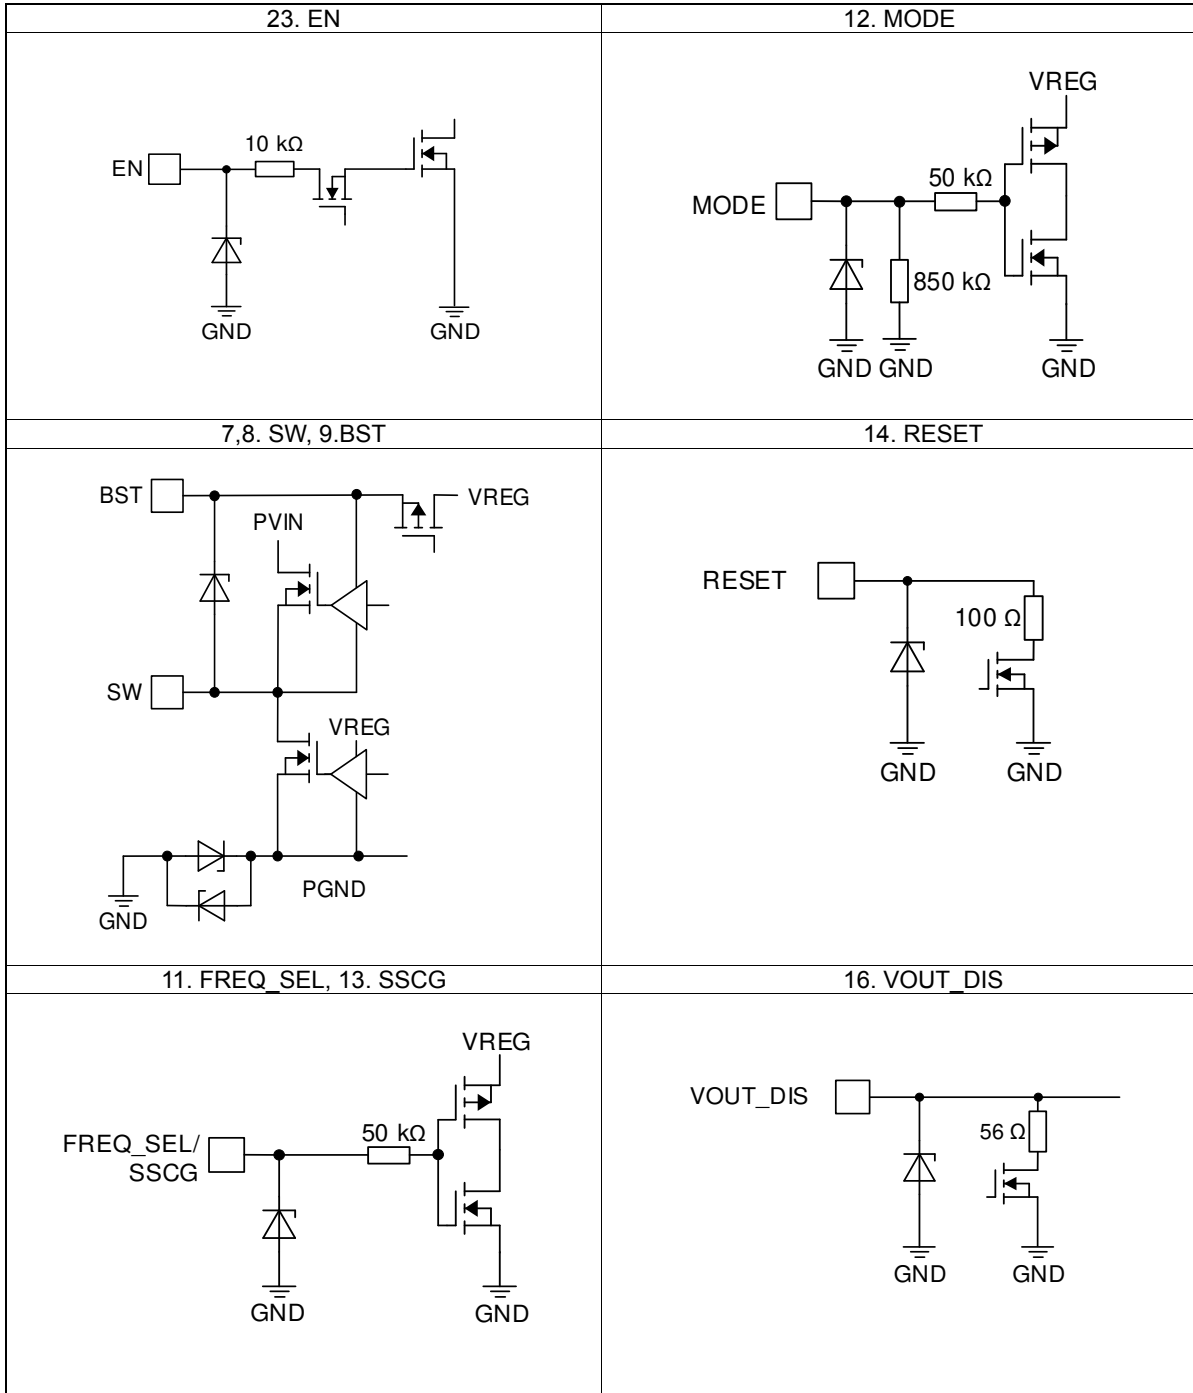 23. EN
12. MODE
EN
10 kΩ
GND
GND
VREG
MODE
50 kΩ
850 kΩ
GND
GND
GND
7,8. SW, 9.BST
14. RESET
BST
VREG
PVIN
SW
VREG
PGND
GND
RESET
100 Ω
GND
GND
11. FREQ_SEL, 13. SSCG
16. VOUT_DIS
VREG
FREQ_SEL/
SSCG
50 kΩ
GND
GND
VOUT_DIS
56 Ω
GND
GND